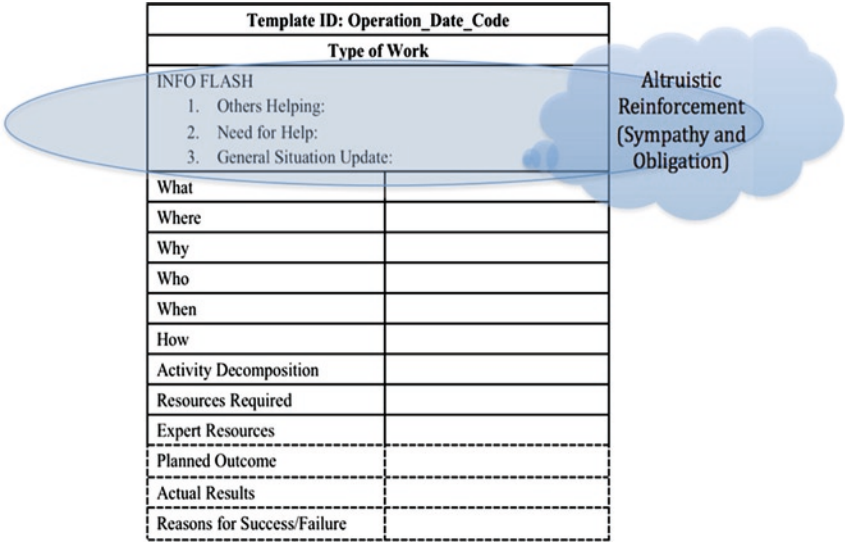 Template ID: Operation_Date_Code
Type of Work
INFO FLASH
1. Others Helping:
2. Need for Help:
3. General Situation Update:
Altruistic
Reinforcement
(Sympathy and
Obligation)
What
Where
Why
Who
When
How
Activity Decomposition
Resources Required
Expert Resources
Planned Outcome
Actual Results
Reasons for Success/Failure